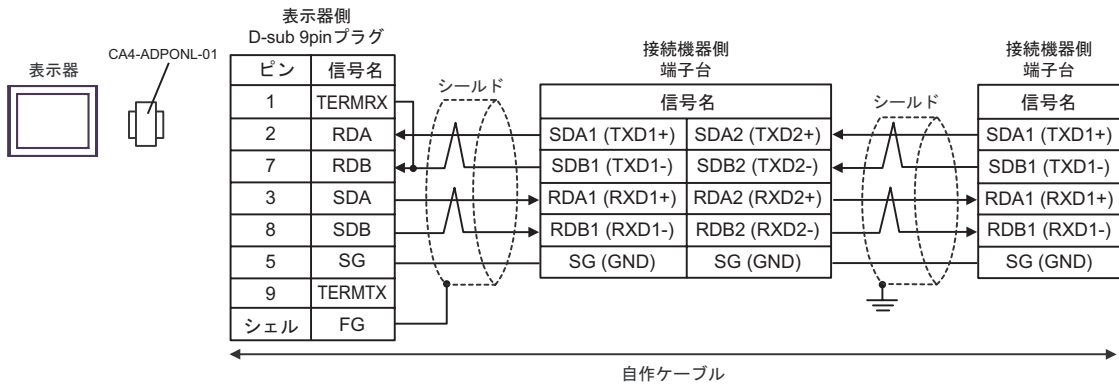 表示器側
D-sub 9pinプラグ
CA4-ADPONL-01
表示器
接続機器側
端子台
接続機器側
端子台
ピン 信号名
シールド
信号名
シールド
信号名
1 TERMRX
2 RDA SDA1 (TXD1+) SDA2 (TXD2+) SDA1 (TXD1+)
7 RDB SDB1 (TXD1-) SDB2 (TXD2-) SDB1 (TXD1-)
3 SDA RDA1 (RXD1+) RDA2 (RXD2+) RDA1 (RXD1+)
8 SDB RDB1 (RXD1-) RDB2 (RXD2-) RDB1 (RXD1-)
5 SG SG (GND) SG (GND) SG (GND)
9 TERMTX
シェル FG
自作ケーブル